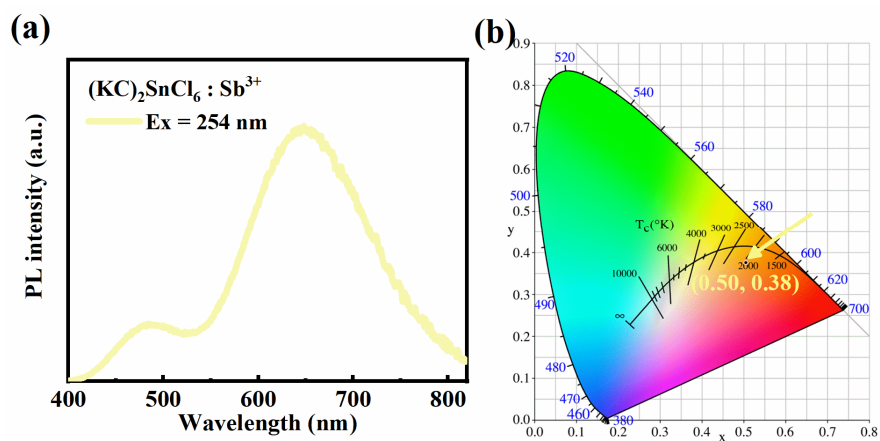 (a)
(KC)₂SnCl₆ : Sb³⁺
Ex = 254 nm
PL intensity (a.u.)
400 500 600 700 800
Wavelength (nm)
(b)
0.9
0.8
0.7
0.6
0.5
y
0.4
0.3
0.2
0.1
0.0
0.0 0.1 0.2 0.3 0.4 0.5 0.6 0.7 0.8
x
520
540
560
500
580
Tc(°K)
2500
3000
4000
6000
600
2000
1500
10000
620
(0.50, 0.38)
490
700
∞
480
470
460
380